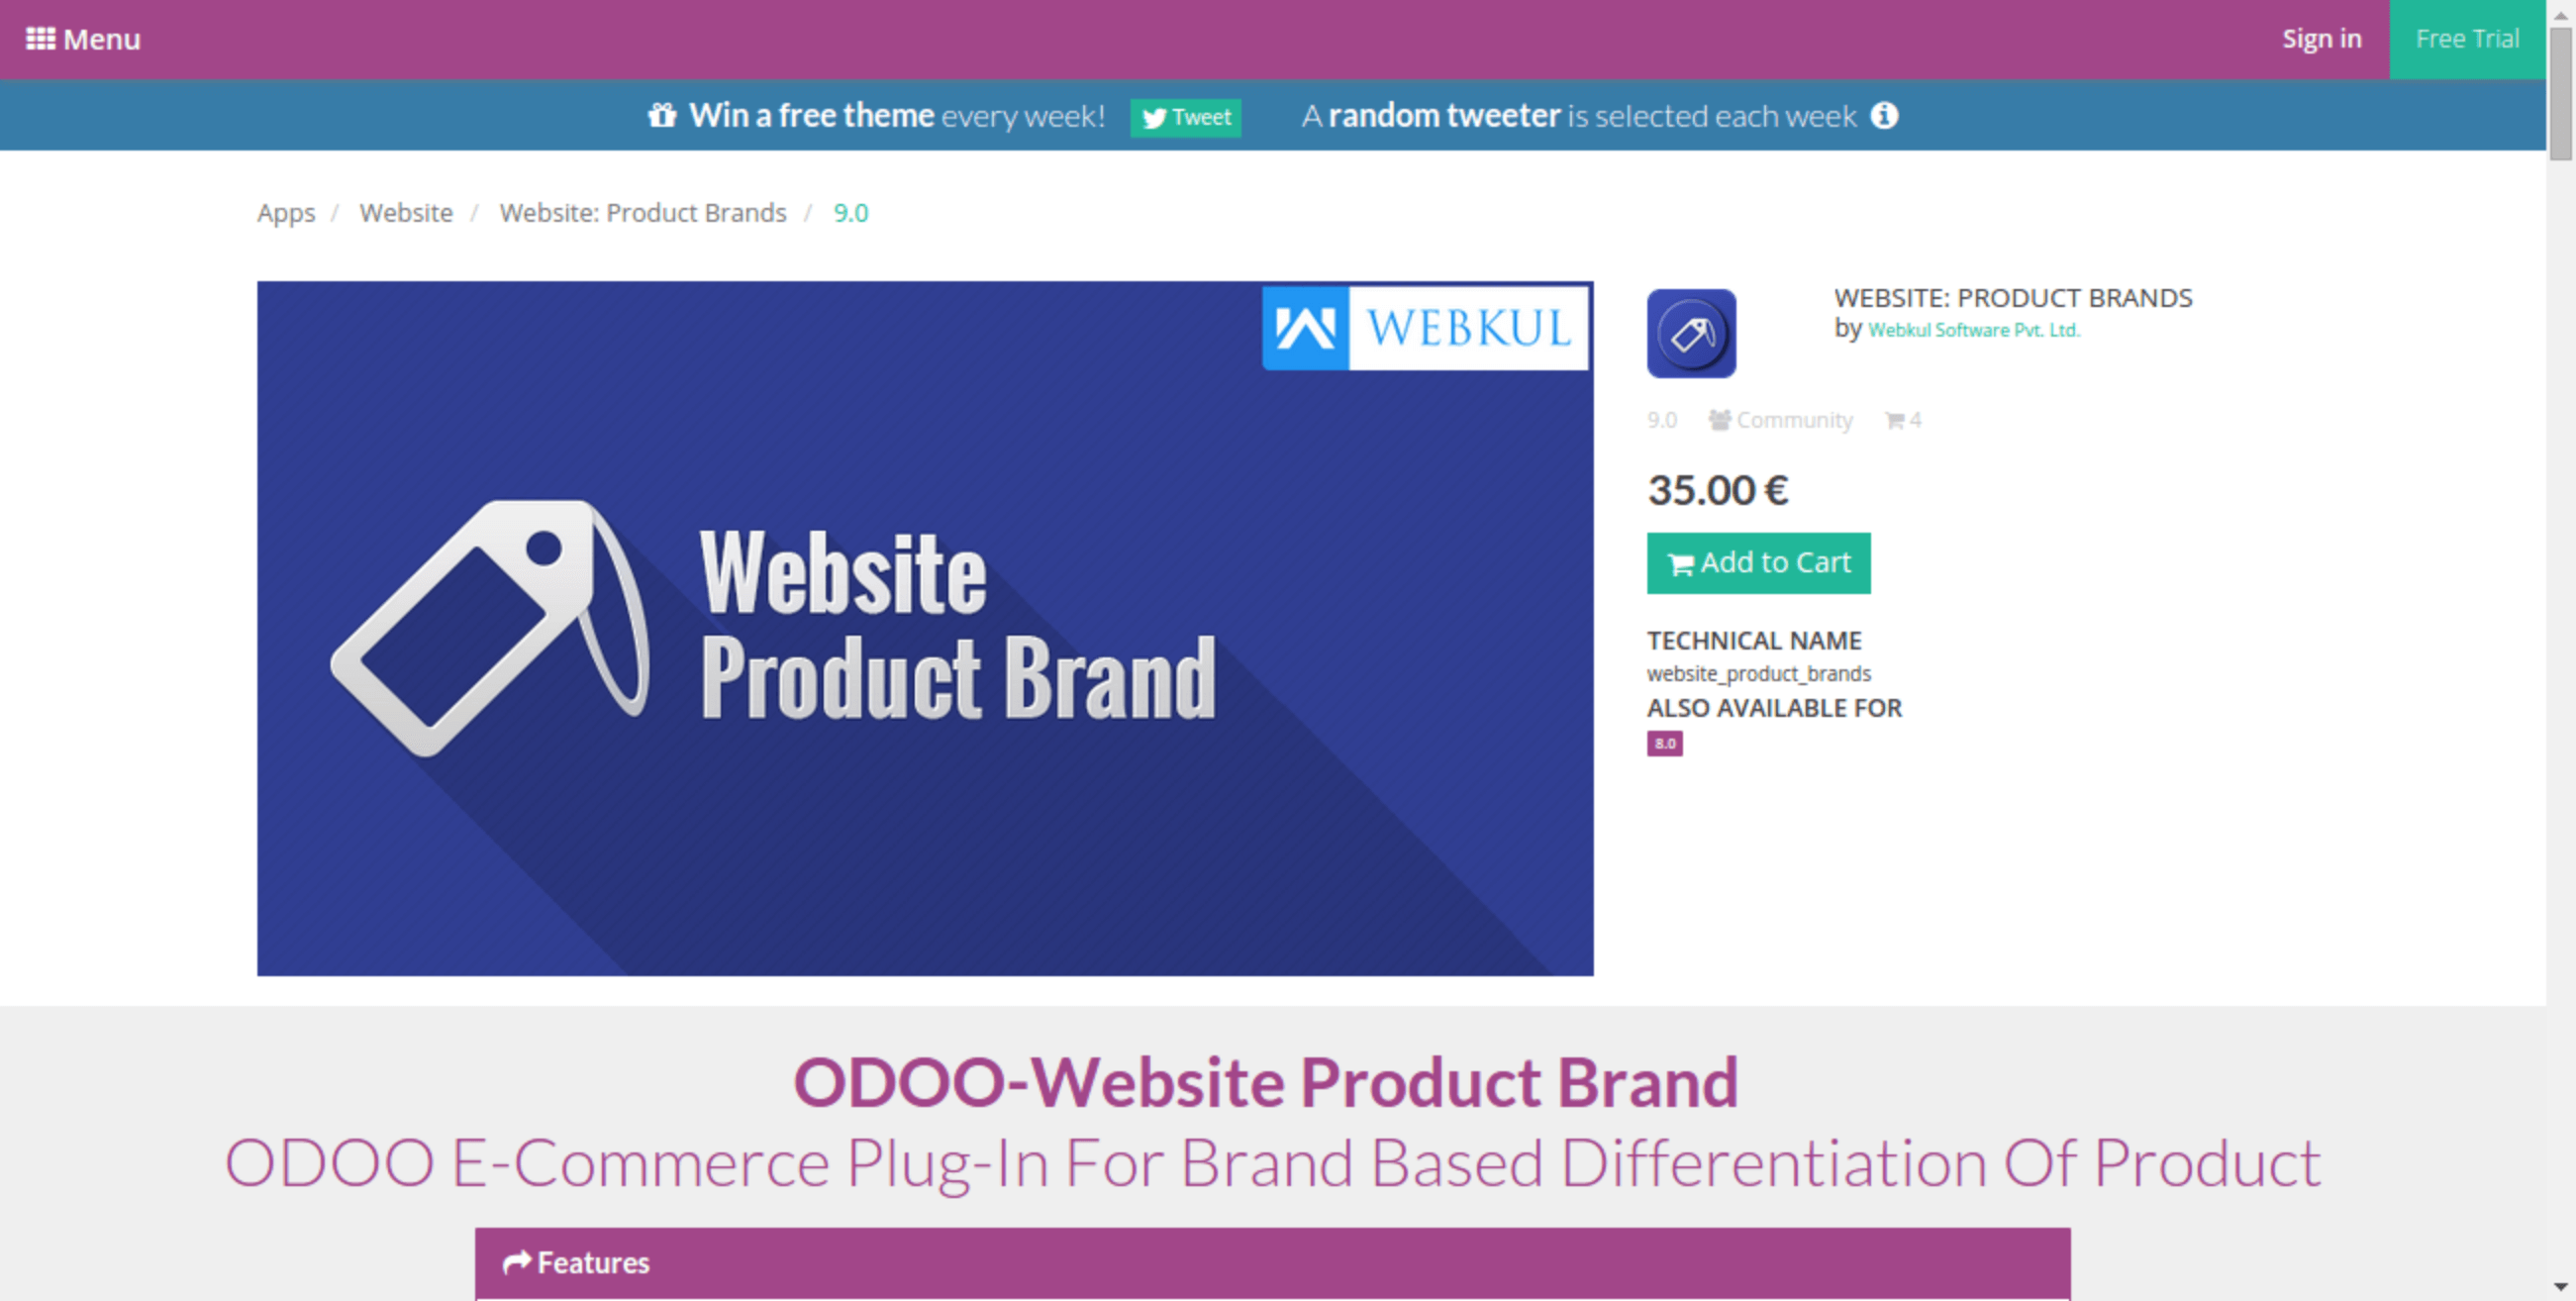 Menu
Sign in
Free Trial
Win a free theme every week! Tweet A random tweeter is selected each week
Apps / Website / Website: Product Brands / 9.0
WEBKUL
Website
Product Brand
WEBSITE: PRODUCT BRANDS
by Webkul Software Pvt. Ltd.
9.0 Community 4
35.00 €
Add to Cart
TECHNICAL NAME
website_product_brands
ALSO AVAILABLE FOR
8.0
ODOO-Website Product Brand
ODOO E-Commerce Plug-In For Brand Based Differentiation Of Product
Features